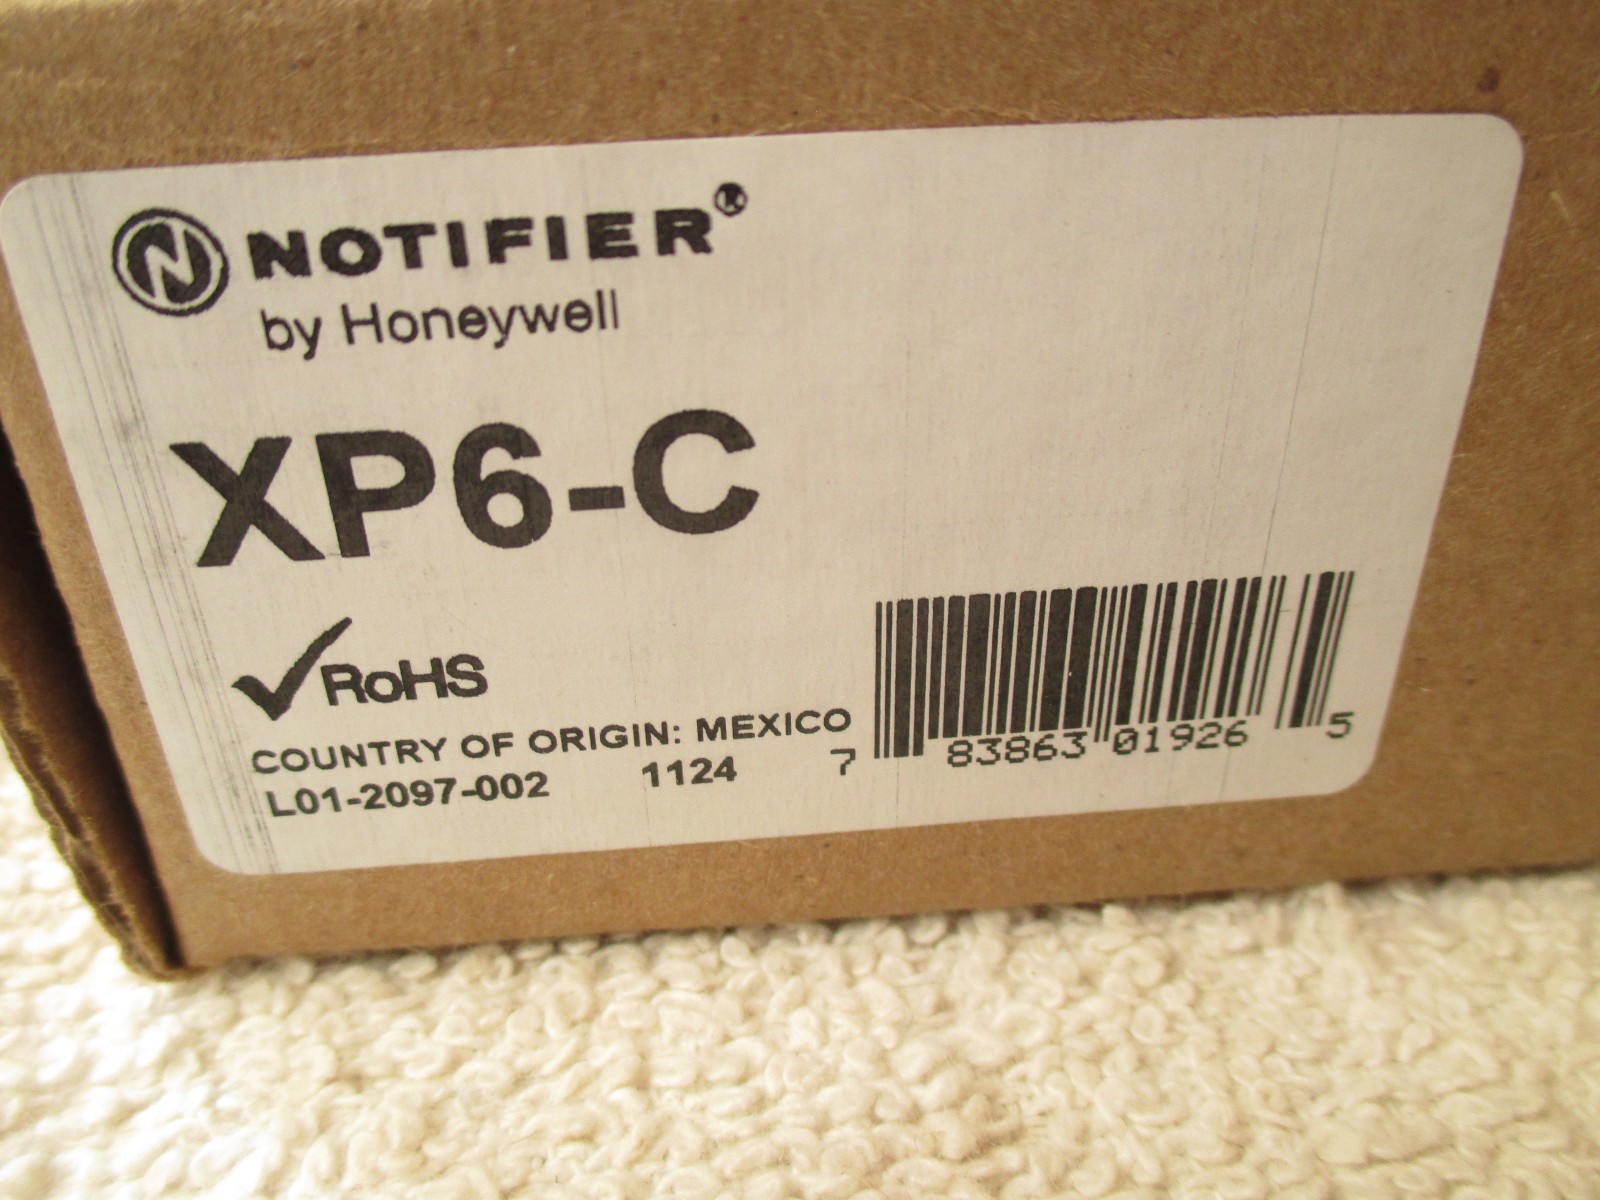 NOTIFIER®
by Honeywell
XP6-C
RoHS
COUNTRY OF ORIGIN: MEXICO
L01-2097-002 1124
7 83863 01926 5